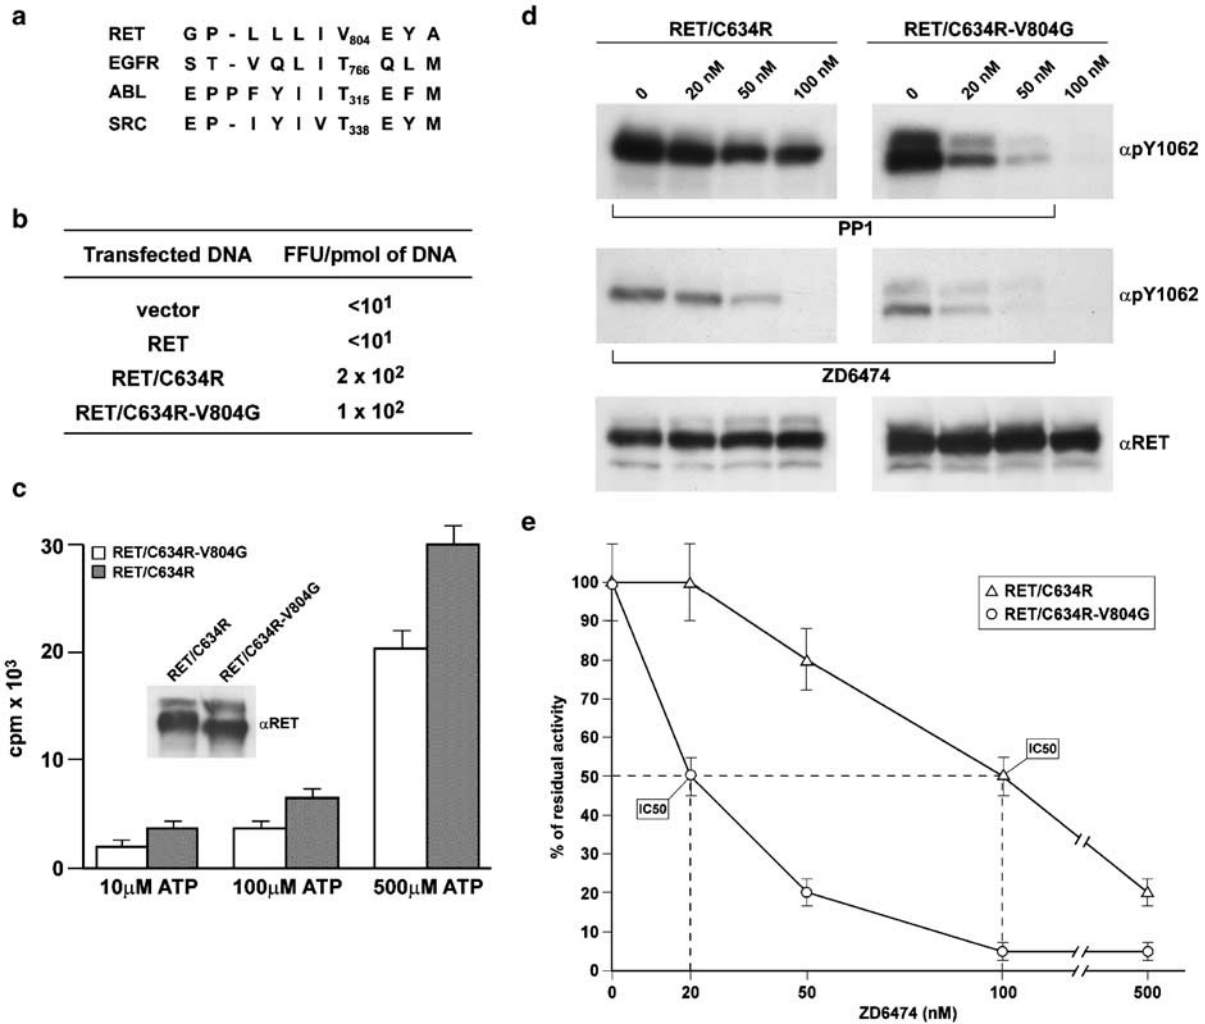 a
RET G P - L L L I V804 E Y A
EGFR S T - V Q L I T766 Q L M
ABL E P P F Y I I T315 E F M
SRC E P - I Y I V T338 E Y M
b
Transfected DNA FFU/pmol of DNA
vector <10¹
RET <10¹
RET/C634R 2 x 10²
RET/C634R-V804G 1 x 10²
c
RET/C634R-V804G
RET/C634R
cpm x 10³
30
20
10
0
RET/C634R
RET/C634R-V804G
αRET
10µM ATP 100µM ATP 500µM ATP
d
RET/C634R RET/C634R-V804G
0 20 nM 50 nM 100 nM 0 20 nM 50 nM 100 nM
αpY1062
PP1
αpY1062
ZD6474
αRET
e
% of residual activity
100
90
80
70
60
50
40
30
20
10
0
RET/C634R
RET/C634R-V804G
IC50
IC50
0 20 50 100 500
ZD6474 (nM)